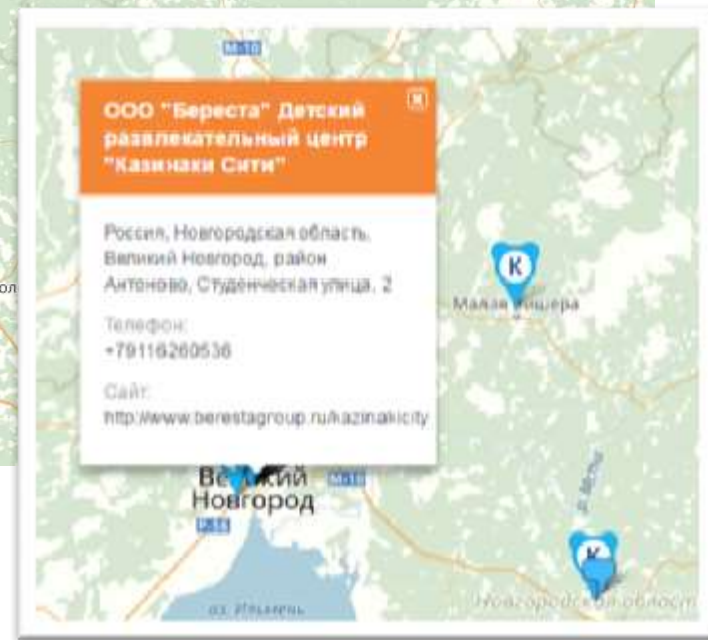 М-10
ООО "Береста" Детский
развлекательный центр
"Казинаки Сити"
Россия, Новгородская область,
Великий Новгород, район
Антоново, Студенческая улица, 2
Телефон:
+79116260536
Сайт:
http://www.berestagroup.ru/kazinakicity
К
Малая Вишера
Великий
Новгород
М-10
Р-56
р. Мста
К
оз. Ильмень
Новгородская област